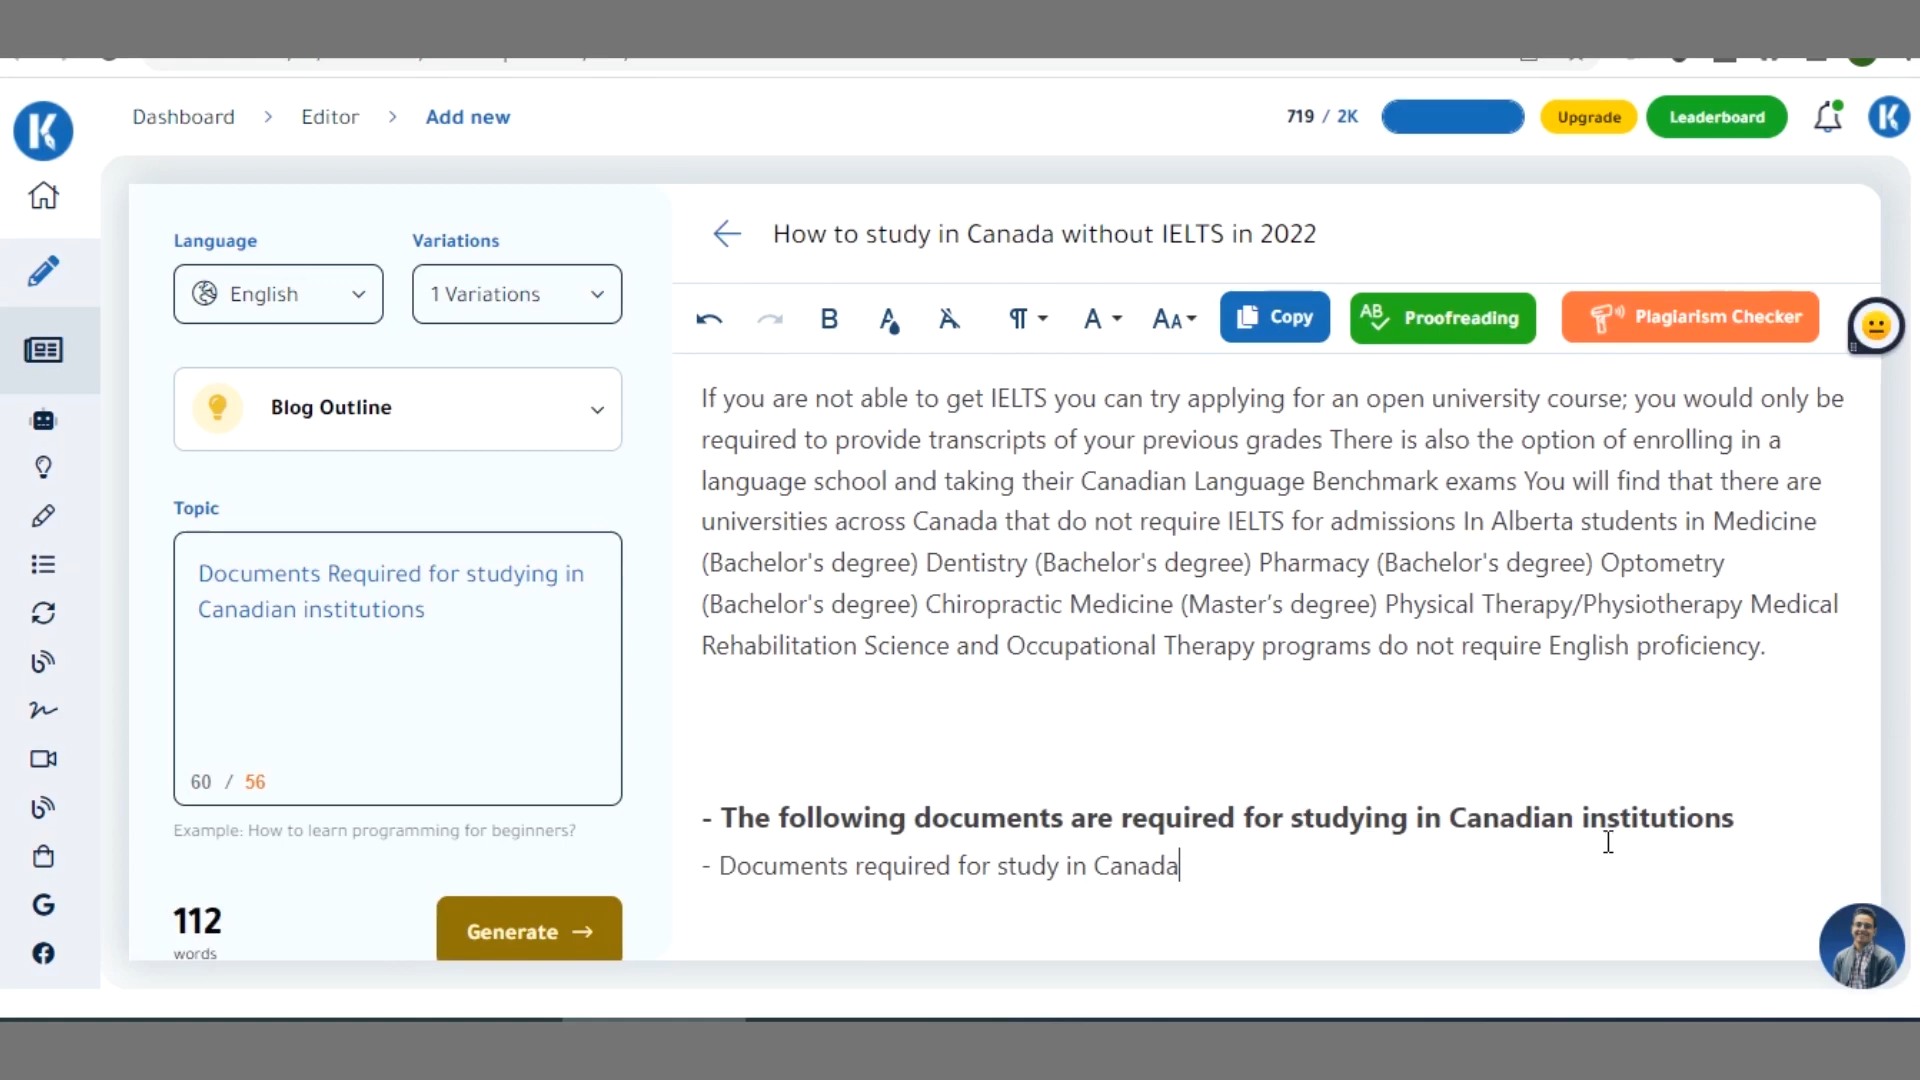 Dashboard > Editor > Add new
719 / 2K
Upgrade
Leaderboard
Language
Variations
English
1 Variations
Blog Outline
Topic
Documents Required for studying in
Canadian institutions
60 / 56
Example: How to learn programming for beginners?
112
words
Generate →
How to study in Canada without IELTS in 2022
Copy
Proofreading
Plagiarism Checker
If you are not able to get IELTS you can try applying for an open university course; you would only be
required to provide transcripts of your previous grades There is also the option of enrolling in a
language school and taking their Canadian Language Benchmark exams You will find that there are
universities across Canada that do not require IELTS for admissions In Alberta students in Medicine
(Bachelor's degree) Dentistry (Bachelor's degree) Pharmacy (Bachelor's degree) Optometry
(Bachelor's degree) Chiropractic Medicine (Master's degree) Physical Therapy/Physiotherapy Medical
Rehabilitation Science and Occupational Therapy programs do not require English proficiency.
- The following documents are required for studying in Canadian institutions
- Documents required for study in Canada